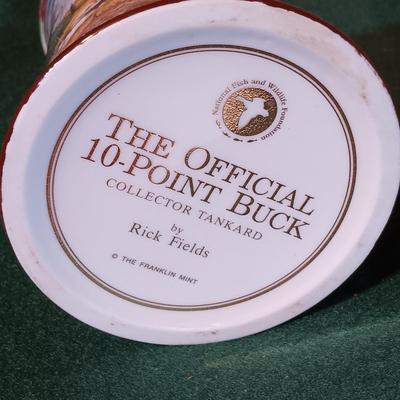 National Fish and Wildlife Foundation
THE OFFICIAL
10-POINT BUCK
COLLECTOR TANKARD
by
Rick Fields
© THE FRANKLIN MINT